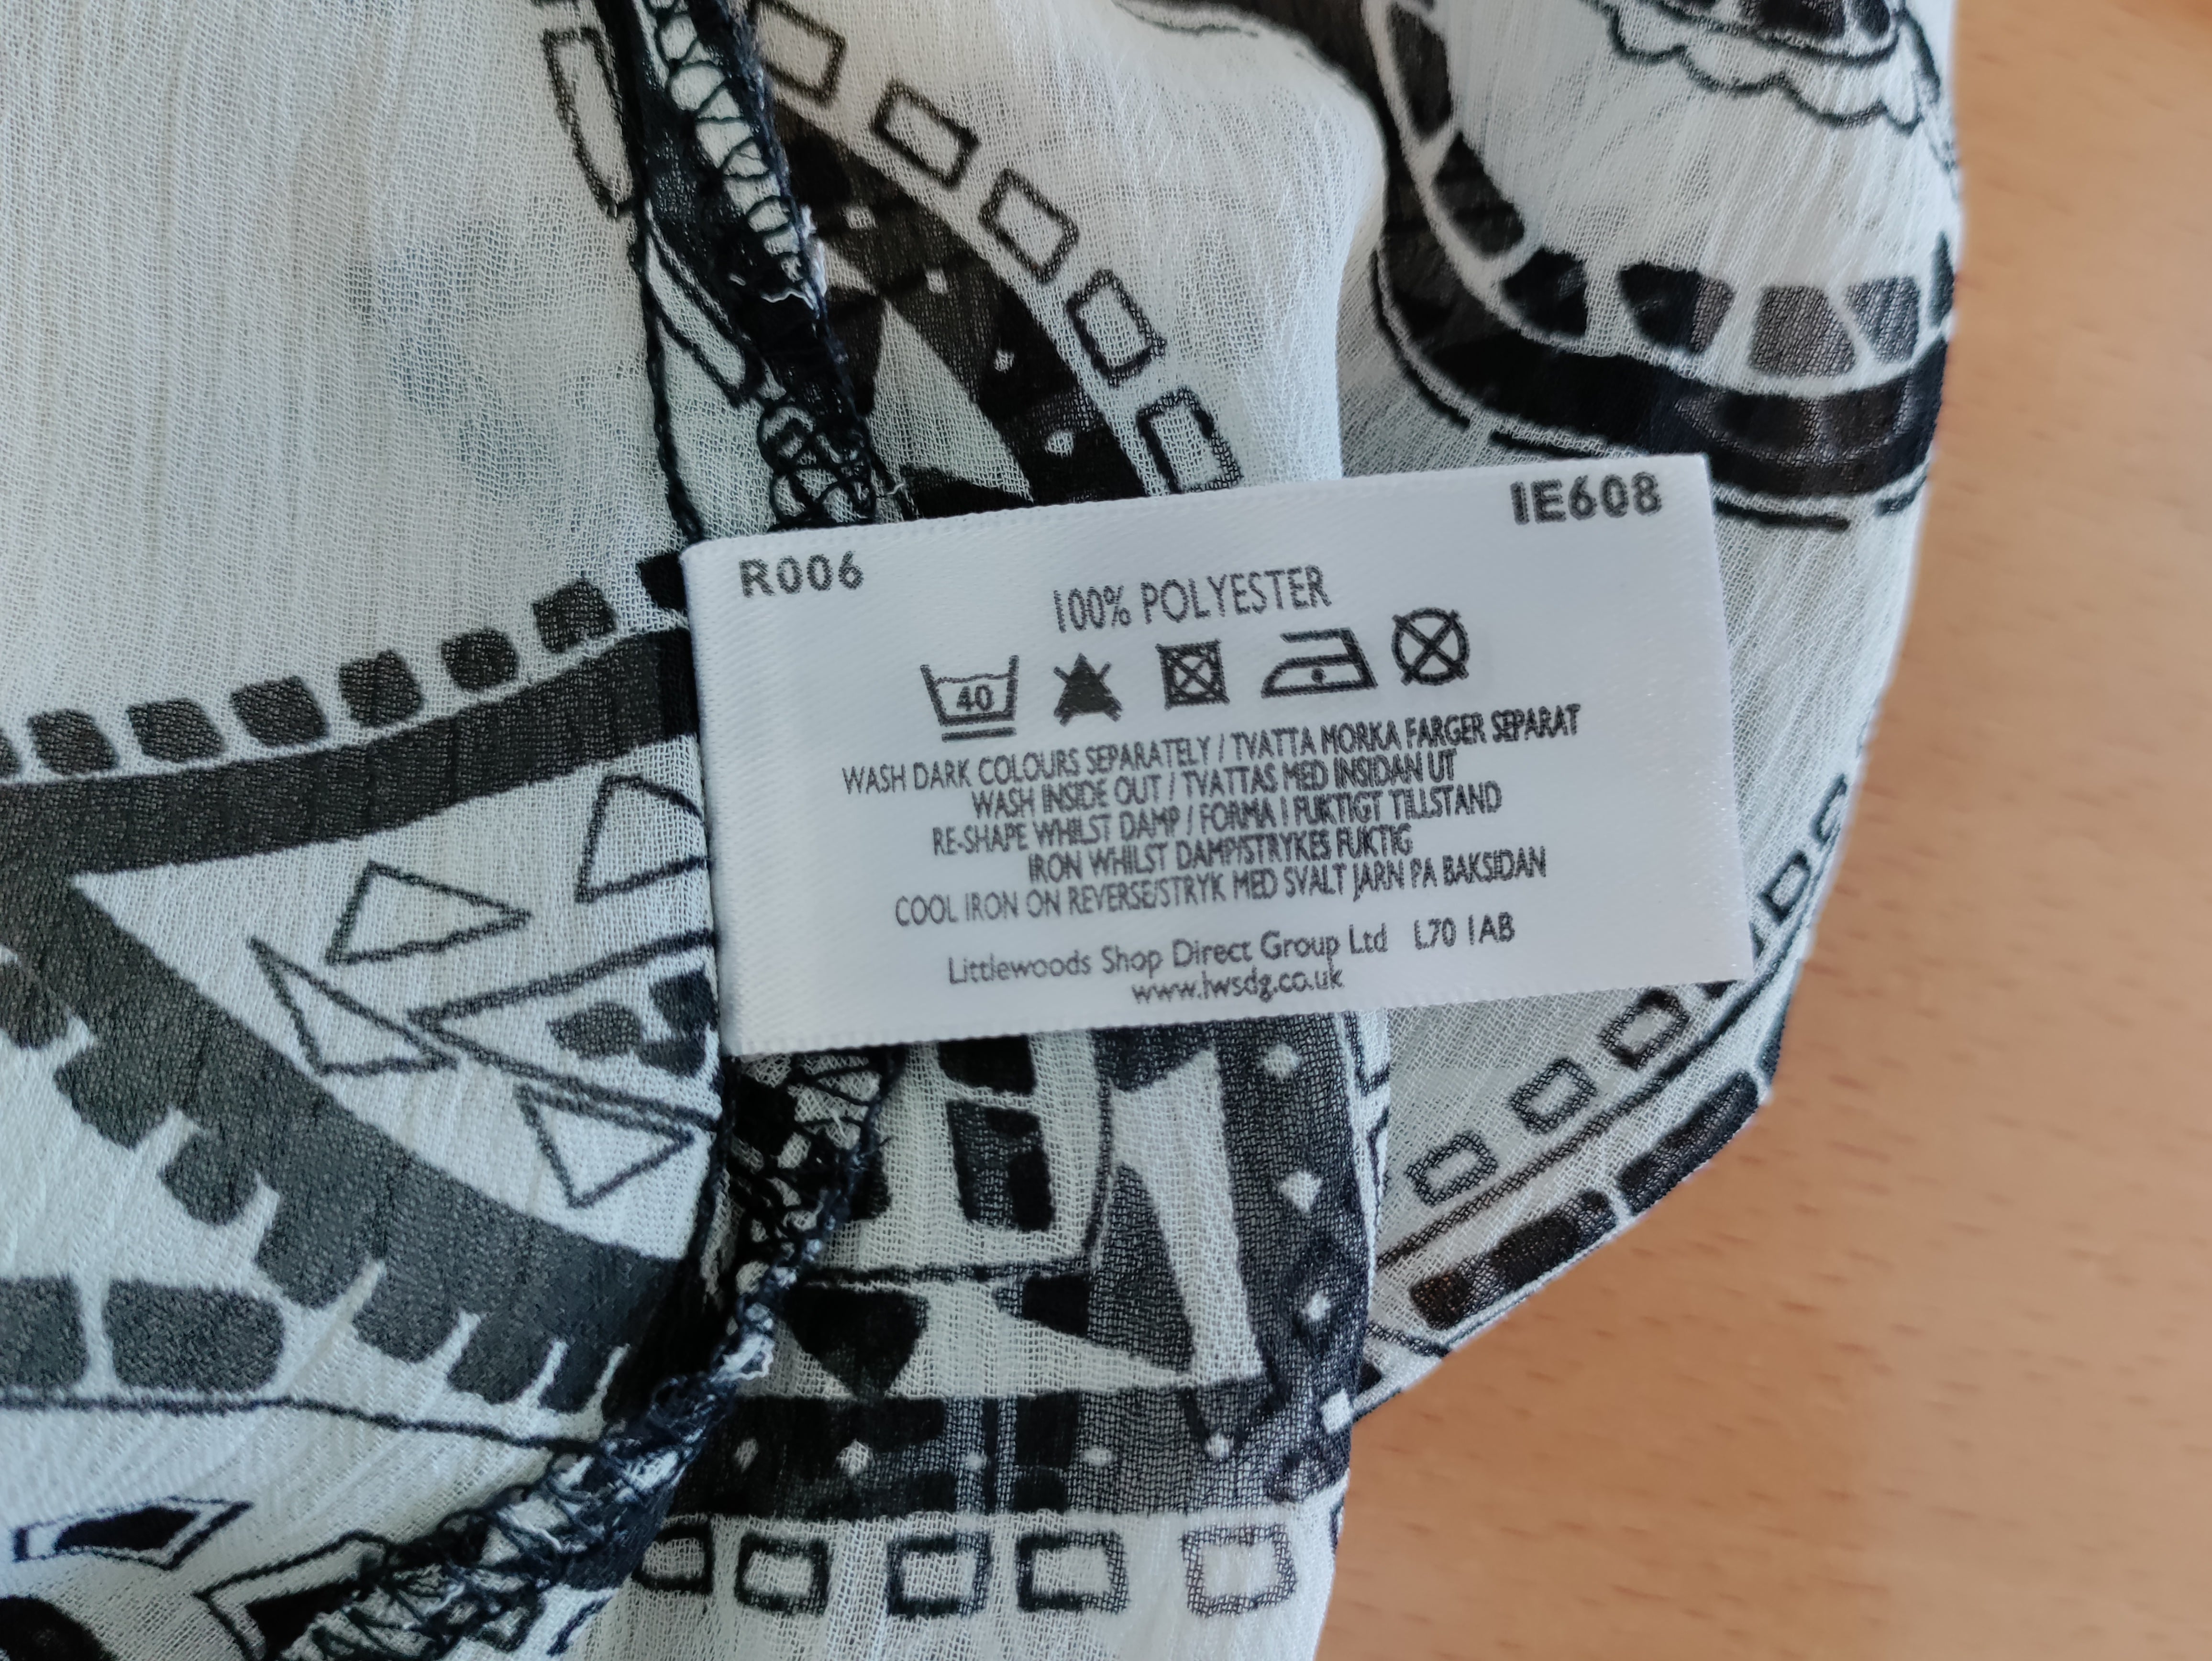 R006
IE608
100% POLYESTER
40
WASH DARK COLOURS SEPARATELY / TVATTA MORKA FARGER SEPARAT
WASH INSIDE OUT / TVATTAS MED INSIDAN UT
RE-SHAPE WHILST DAMP / FORMA I FUKTIGT TILLSTAND
IRON WHILST DAMP/STRYKES FUKTIG
COOL IRON ON REVERSE/STRYK MED SVALT JARN PA BAKSIDAN
Littlewoods Shop Direct Group Ltd L70 1AB
www.lwsdg.co.uk